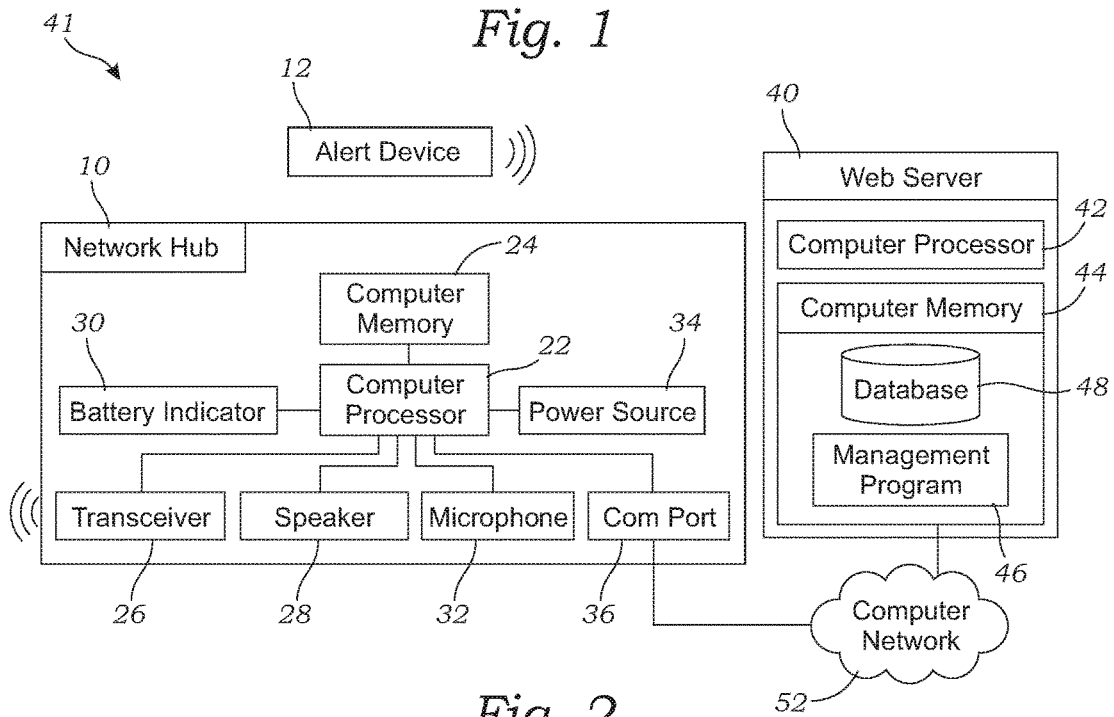 Fig. 1
41
12
Alert Device
40
Web Server
10
Network Hub
42
Computer Processor
24
Computer
Memory
44
Computer Memory
30
22
34
Battery Indicator
Computer
Processor
Power Source
Database
48
Management
Program
Transceiver
Speaker
Microphone
Com Port
46
26
28
32
36
Computer
Network
52
Fig. 2